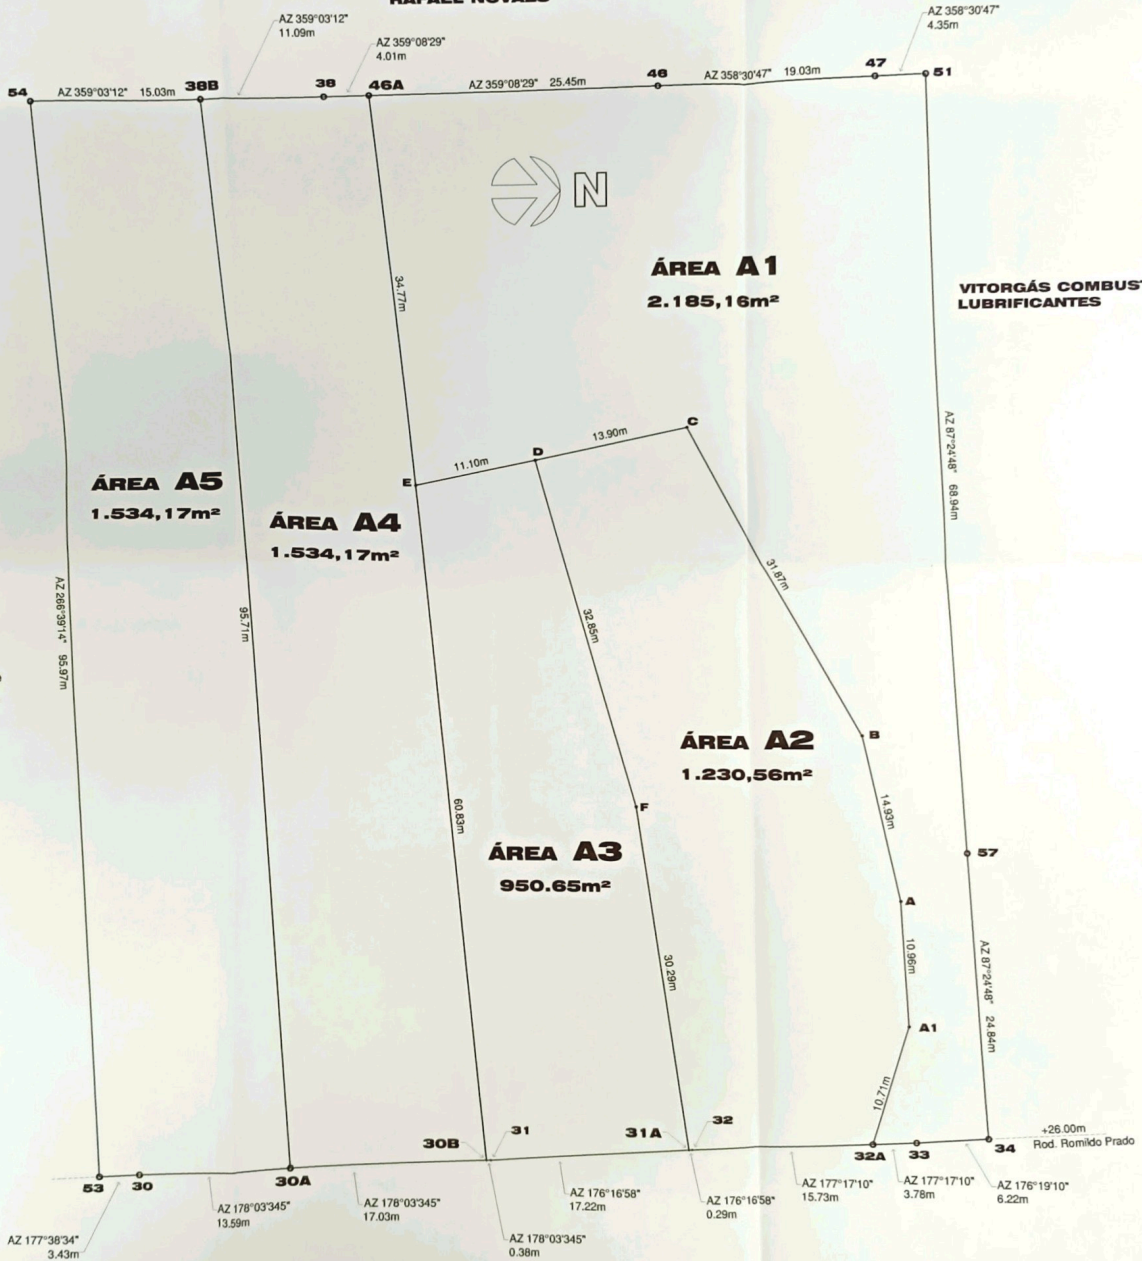 AZ 359°03'12"
11.09m
AZ 359°08'29"
4.01m
AZ 358°30'47"
4.35m
54
AZ 359°03'12" 15.03m
38B
38
46A
AZ 359°08'29" 25.45m
46
AZ 358°30'47" 19.03m
47
51
N
ÁREA A1
2.185,16m²
VITORGÁS COMBUST
LUBRIFICANTES
34.77m
C
13.90m
D
11.10m
E
AZ 87°24'48" 68.94m
ÁREA A5
1.534,17m²
ÁREA A4
1.534,17m²
31.87m
32.85m
AZ 266°39'14" 95.97m
95.71m
B
ÁREA A2
1.230,56m²
14.93m
F
60.83m
ÁREA A3
950.65m²
57
A
10.96m
30.29m
AZ 87°24'48" 24.84m
A1
10.71m
30B
31
31A
32
32A
33
34
+26.00m
Rod. Romildo Prado
53
30
30A
AZ 177°38'34"
3.43m
AZ 178°03'345"
13.59m
AZ 178°03'345"
17.03m
AZ 178°03'345"
0.38m
AZ 176°16'58"
17.22m
AZ 176°16'58"
0.29m
AZ 177°17'10"
15.73m
AZ 177°17'10"
3.78m
AZ 176°19'10"
6.22m